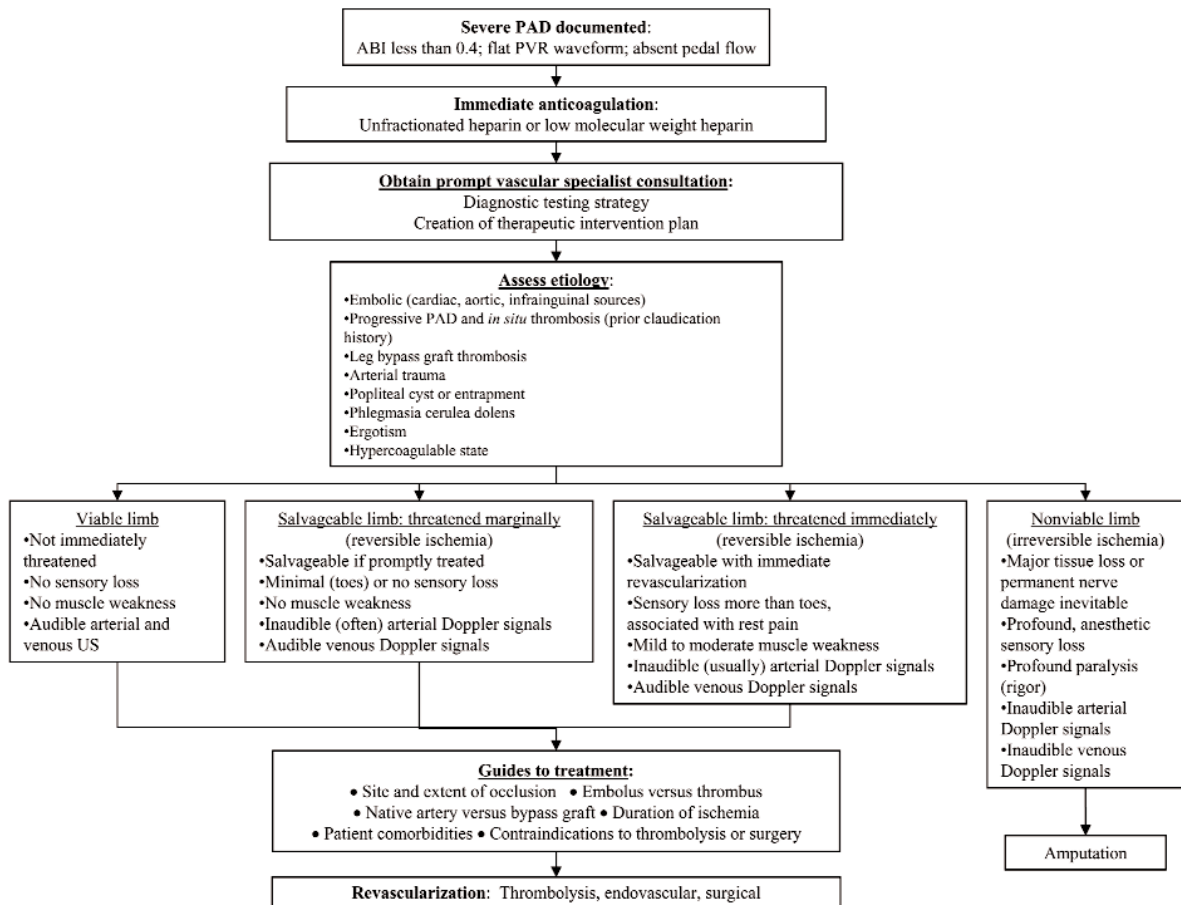 Severe PAD documented:
ABI less than 0.4; flat PVR waveform; absent pedal flow
Immediate anticoagulation:
Unfractionated heparin or low molecular weight heparin
Obtain prompt vascular specialist consultation:
Diagnostic testing strategy
Creation of therapeutic intervention plan
Assess etiology:
•Embolic (cardiac, aortic, infrainguinal sources)
•Progressive PAD and in situ thrombosis (prior claudication
history)
•Leg bypass graft thrombosis
•Arterial trauma
•Popliteal cyst or entrapment
•Phlegmasia cerulea dolens
•Ergotism
•Hypercoagulable state
Viable limb
•Not immediately
threatened
•No sensory loss
•No muscle weakness
•Audible arterial and
venous US
Salvageable limb: threatened marginally
(reversible ischemia)
•Salvageable if promptly treated
•Minimal (toes) or no sensory loss
•No muscle weakness
•Inaudible (often) arterial Doppler signals
•Audible venous Doppler signals
Salvageable limb: threatened immediately
(reversible ischemia)
•Salvageable with immediate
revascularization
•Sensory loss more than toes,
associated with rest pain
•Mild to moderate muscle weakness
•Inaudible (usually) arterial Doppler signals
•Audible venous Doppler signals
Nonviable limb
(irreversible ischemia)
•Major tissue loss or
permanent nerve
damage inevitable
•Profound, anesthetic
sensory loss
•Profound paralysis
(rigor)
•Inaudible arterial
Doppler signals
•Inaudible venous
Doppler signals
Guides to treatment:
• Site and extent of occlusion • Embolus versus thrombus
• Native artery versus bypass graft • Duration of ischemia
• Patient comorbidities • Contraindications to thrombolysis or surgery
Amputation
Revascularization: Thrombolysis, endovascular, surgical